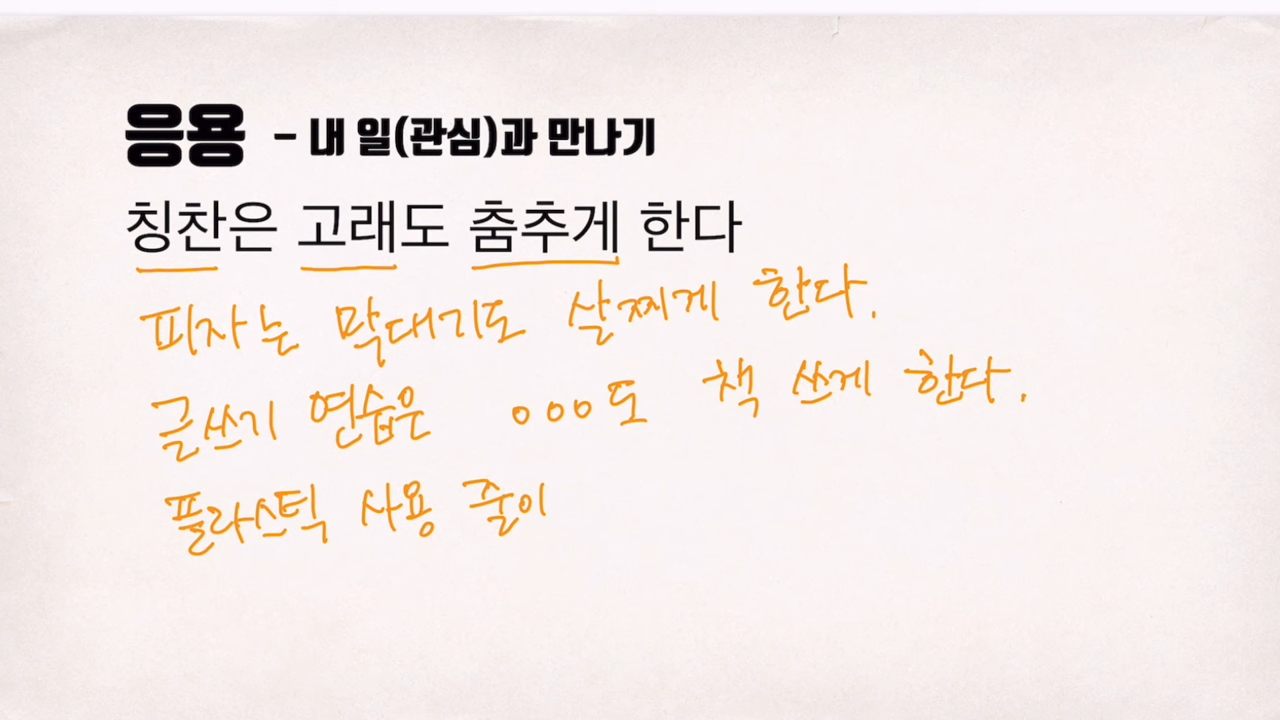 응용 - 내 일(관심)과 만나기
칭찬은 고래도 춤추게 한다
피자는 막대기도 살찌게 한다.
글쓰기 연습은 ○○○도 책 쓰게 한다.
플라스틱 사용 줄이